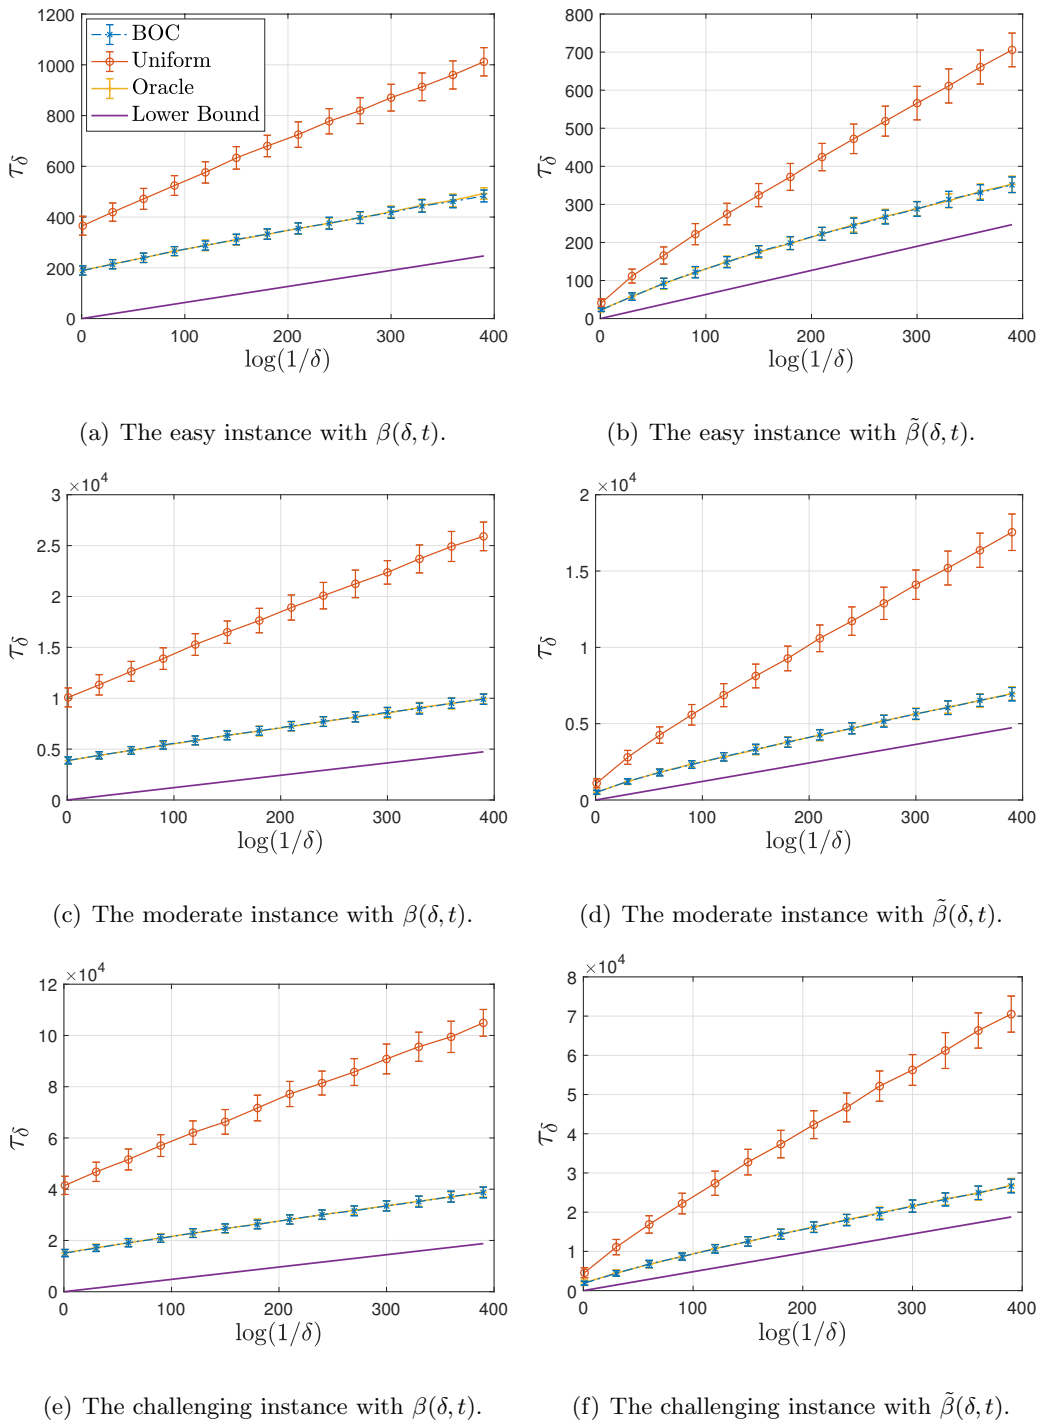 1200
1000
800
600
400
200
0
τδ
BOC
Uniform
Oracle
Lower Bound
0 100 200 300 400
log(1/δ)
(a) The easy instance with β(δ, t).
800
700
600
500
400
300
200
100
0
τδ
0 100 200 300 400
log(1/δ)
(b) The easy instance with β̃(δ, t).
×10⁴
3
2.5
2
1.5
1
0.5
0
τδ
0 100 200 300 400
log(1/δ)
(c) The moderate instance with β(δ, t).
×10⁴
2
1.5
1
0.5
0
τδ
0 100 200 300 400
log(1/δ)
(d) The moderate instance with β̃(δ, t).
×10⁴
12
10
8
6
4
2
0
τδ
0 100 200 300 400
log(1/δ)
(e) The challenging instance with β(δ, t).
×10⁴
8
7
6
5
4
3
2
1
0
τδ
0 100 200 300 400
log(1/δ)
(f) The challenging instance with β̃(δ, t).